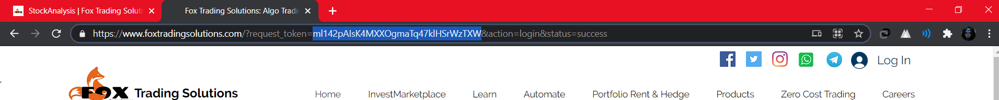 StockAnalysis | Fox Trading Soluti
Fox Trading Solutions: Algo Tradi
https://www.foxtradingsolutions.com/?request_token=ml142pAIsK4MXXOgmaTq47klHSrWzTXW&action=login&status=success
Log In
FOX Trading Solutions
Home InvestMarketplace Learn Automate Portfolio Rent & Hedge Products Zero Cost Trading Careers